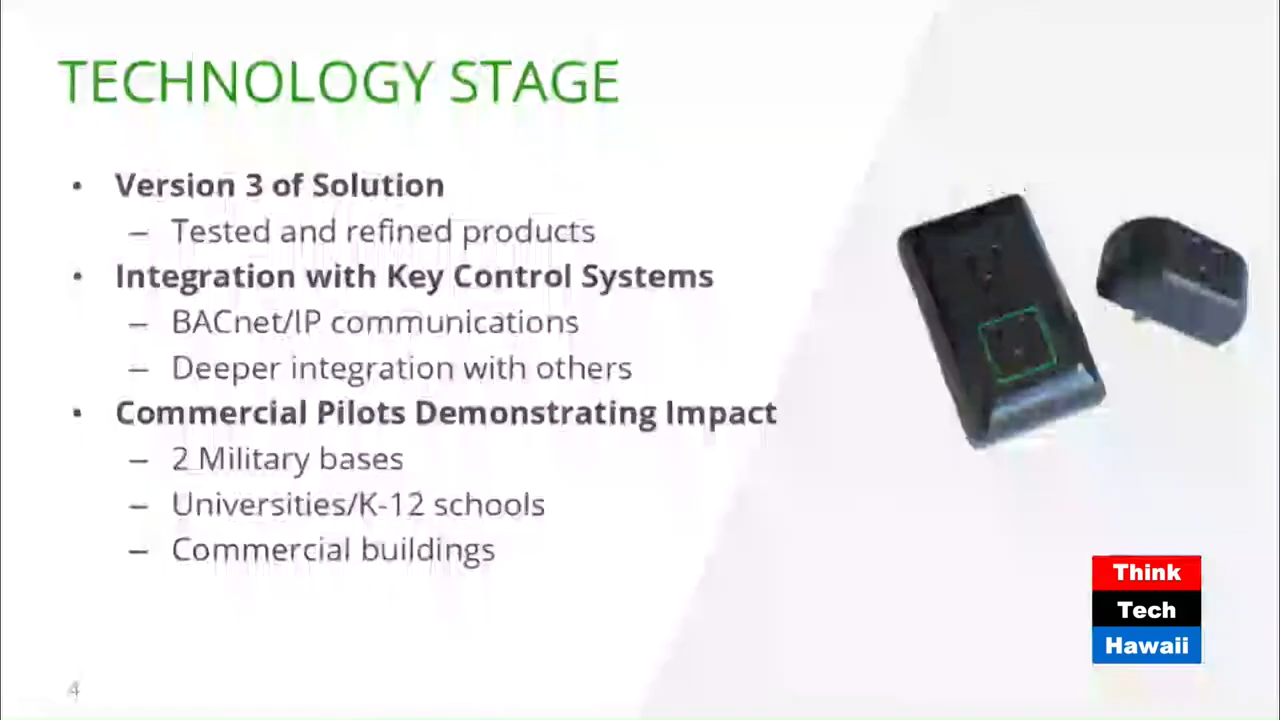 TECHNOLOGY STAGE
• Version 3 of Solution
– Tested and refined products
• Integration with Key Control Systems
– BACnet/IP communications
– Deeper integration with others
• Commercial Pilots Demonstrating Impact
– 2 Military bases
– Universities/K-12 schools
– Commercial buildings
Think
Tech
Hawaii
4